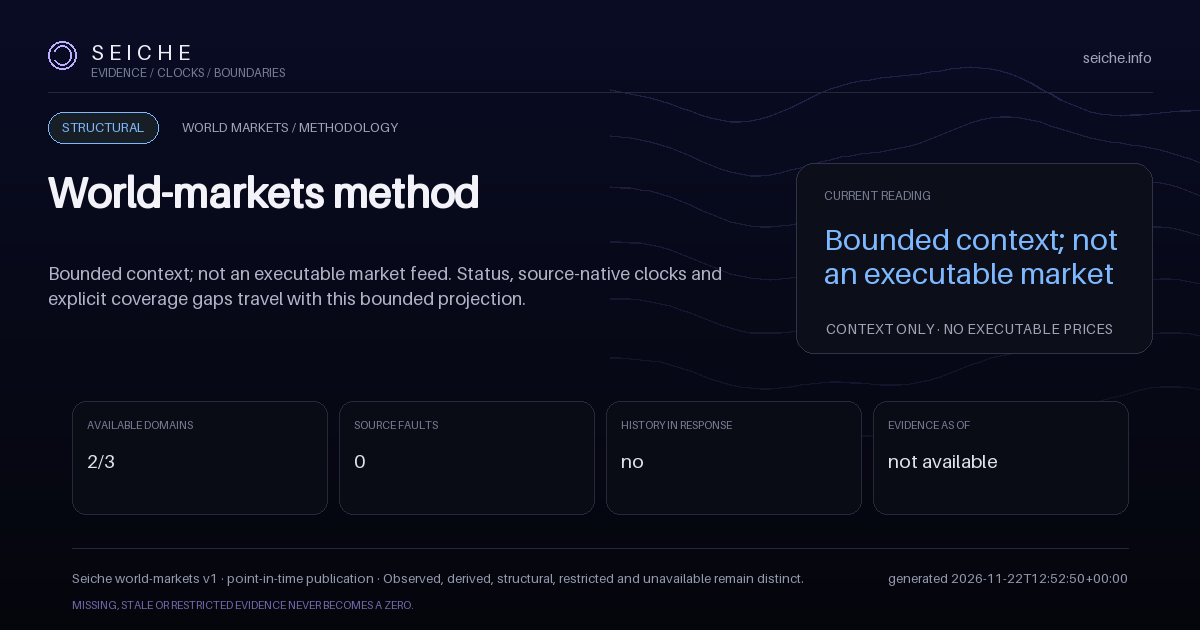 SEICHE
EVIDENCE / CLOCKS / BOUNDARIES
seiche.info
STRUCTURAL
WORLD MARKETS / METHODOLOGY
World-markets method
Bounded context; not an executable market feed. Status, source-native clocks and
explicit coverage gaps travel with this bounded projection.
CURRENT READING
Bounded context; not
an executable market
CONTEXT ONLY · NO EXECUTABLE PRICES
AVAILABLE DOMAINS
2/3
SOURCE FAULTS
0
HISTORY IN RESPONSE
no
EVIDENCE AS OF
not available
Seiche world-markets v1 · point-in-time publication · Observed, derived, structural, restricted and unavailable remain distinct.
generated 2026-11-22T12:52:50+00:00
MISSING, STALE OR RESTRICTED EVIDENCE NEVER BECOMES A ZERO.